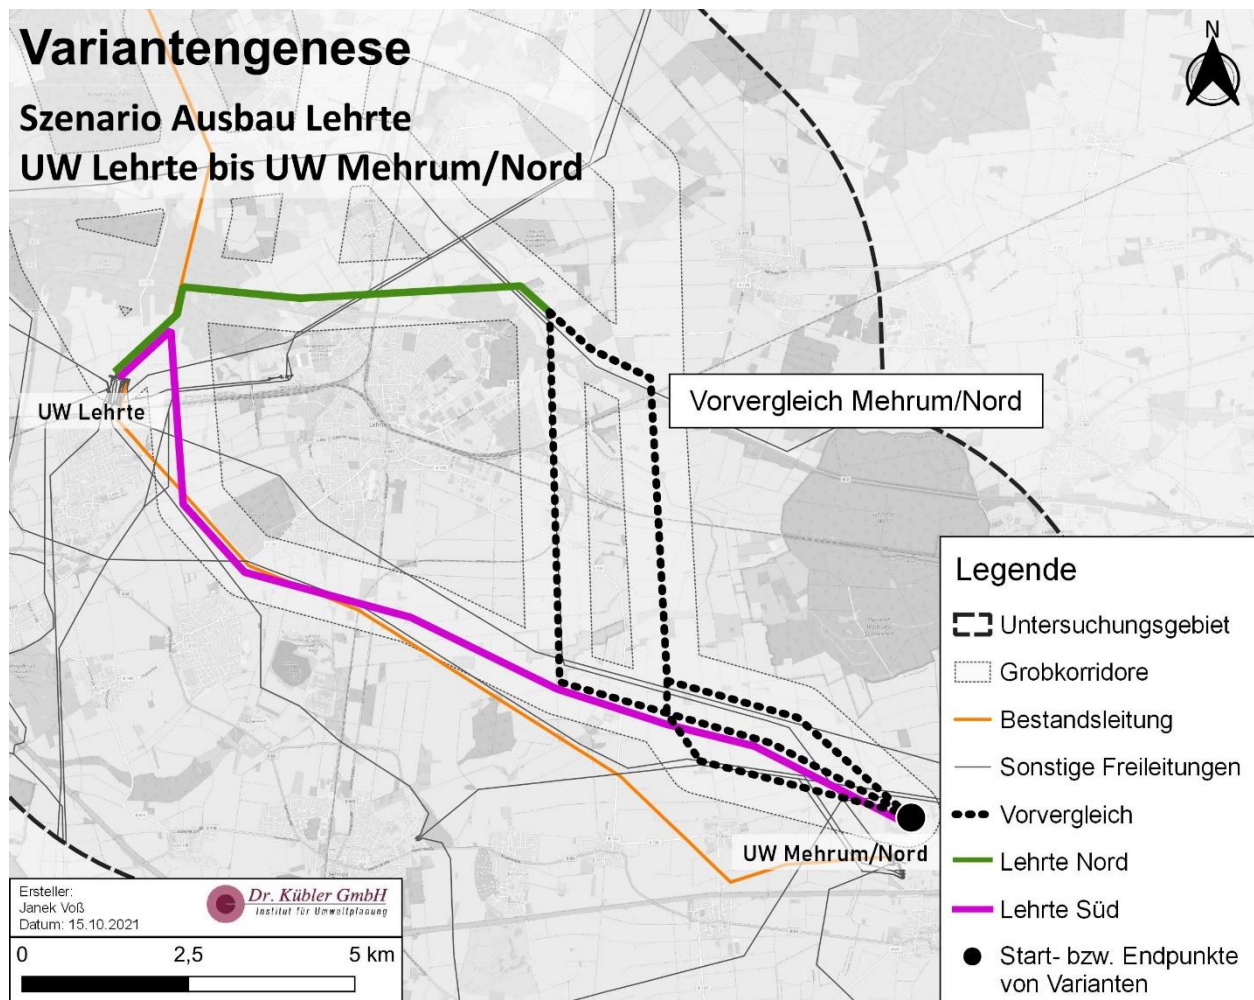 Variantengenese
Szenario Ausbau Lehrte
UW Lehrte bis UW Mehrum/Nord
N
UW Lehrte
Vorvergleich Mehrum/Nord
UW Mehrum/Nord
Legende
Untersuchungsgebiet
Grobkorridore
Bestandsleitung
Sonstige Freileitungen
Vorvergleich
Lehrte Nord
Lehrte Süd
Start- bzw. Endpunkte
von Varianten
Ersteller:
Janek Voß
Datum: 15.10.2021
Dr. Kübler GmbH
Institut für Umweltplanung
0 2,5 5 km